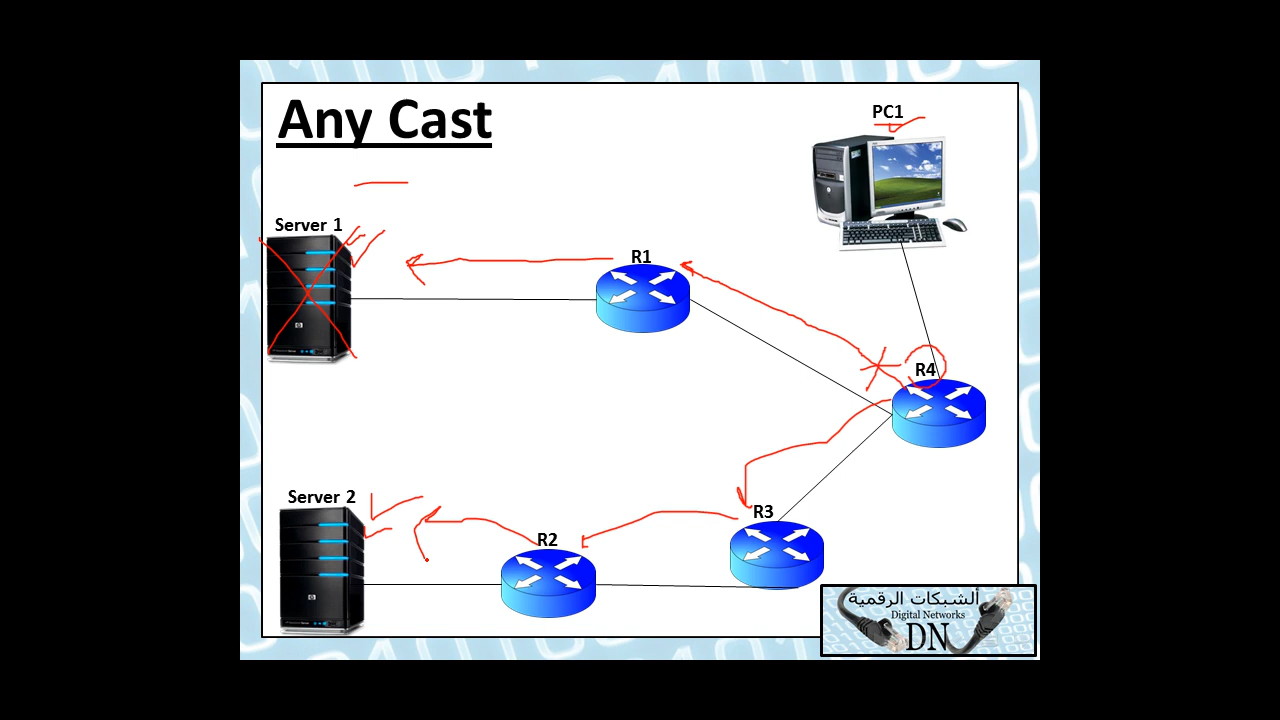 Any Cast
PC1
Server 1
R1
R4
Server 2
R3
R2
ألشبكات الرقمية
Digital Networks
DN